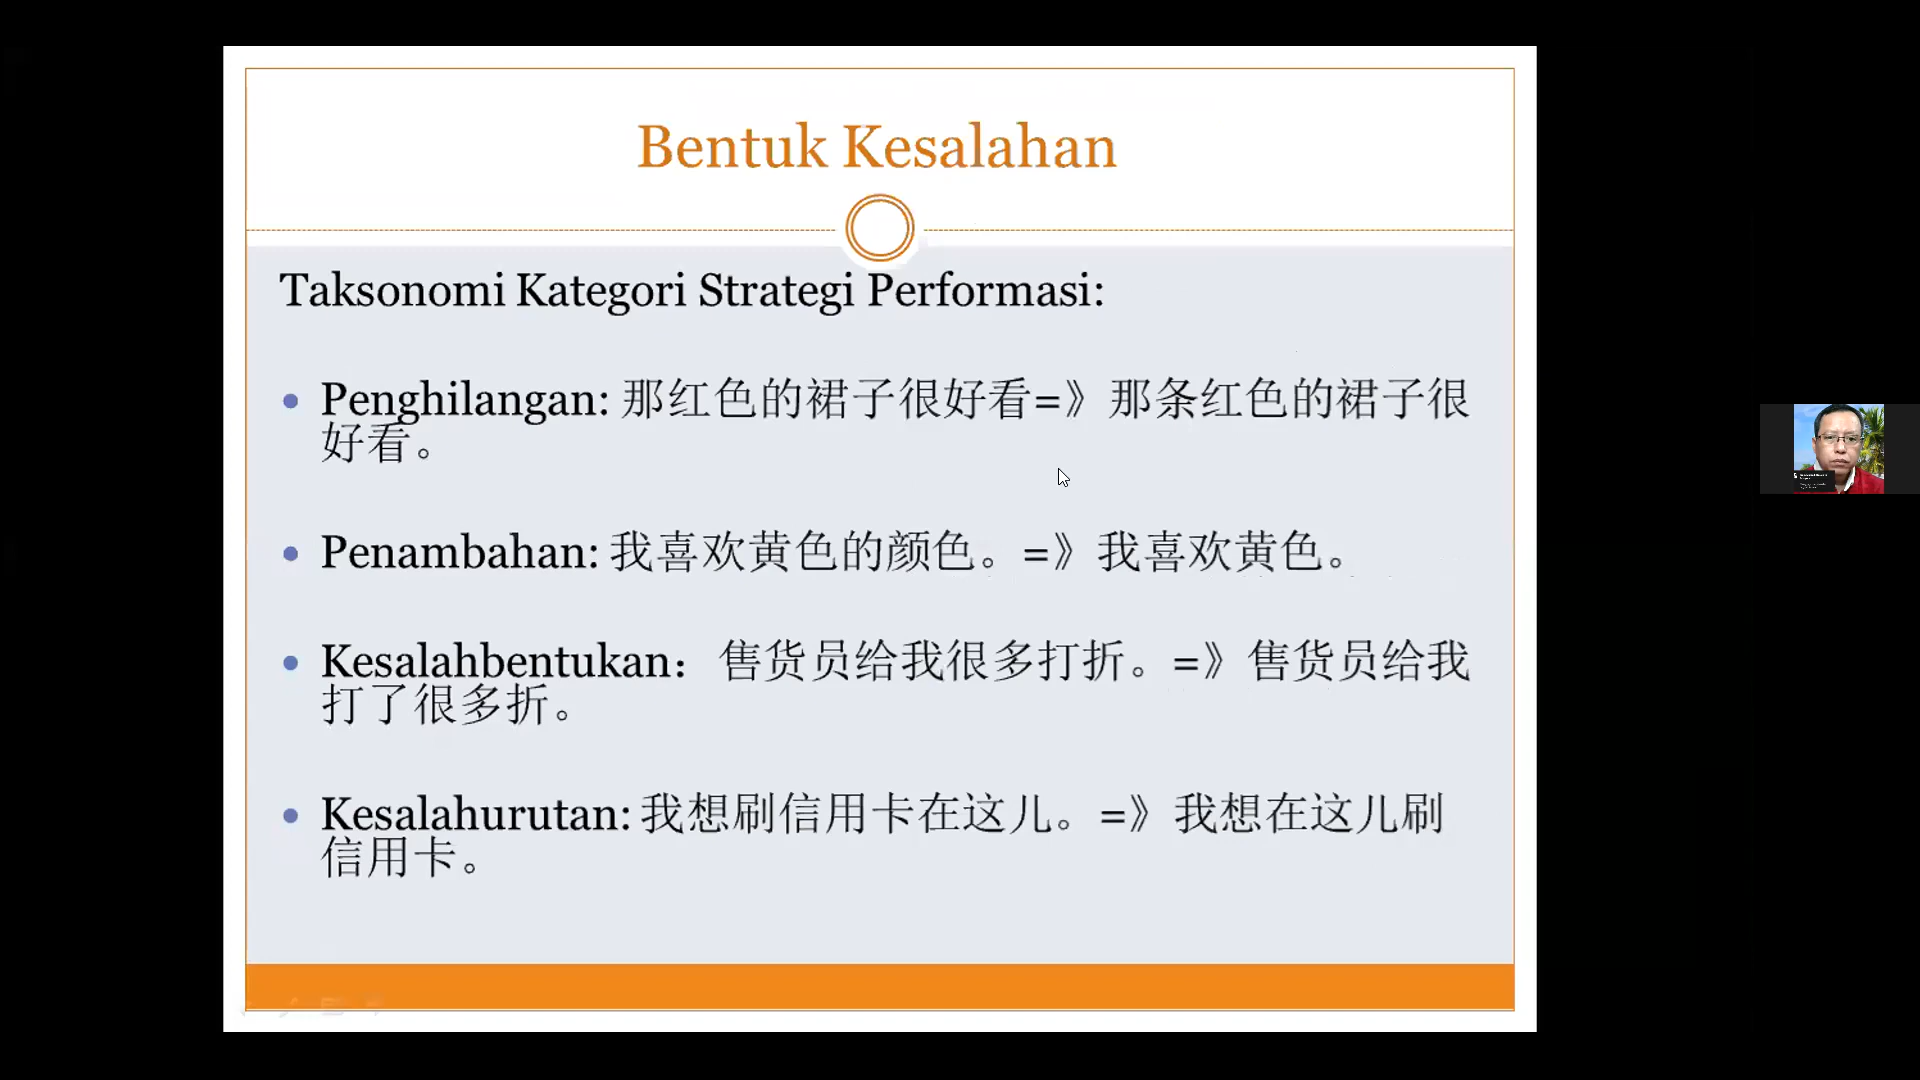 Bentuk Kesalahan
Taksonomi Kategori Strategi Performasi:
• Penghilangan: 那红色的裙子很好看=》那条红色的裙子很
好看。
• Penambahan: 我喜欢黄色的颜色。=》我喜欢黄色。
• Kesalahbentukan： 售货员给我很多打折。=》售货员给我
打了很多折。
• Kesalahurutan: 我想刷信用卡在这儿。=》我想在这儿刷
信用卡。